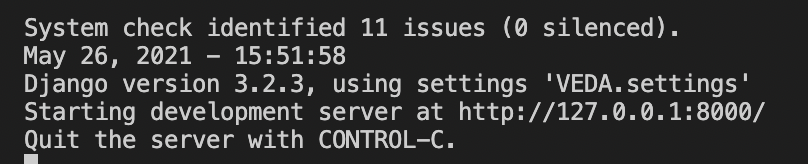 System check identified 11 issues (0 silenced).
May 26, 2021 - 15:51:58
Django version 3.2.3, using settings 'VEDA.settings'
Starting development server at http://127.0.0.1:8000/
Quit the server with CONTROL-C.